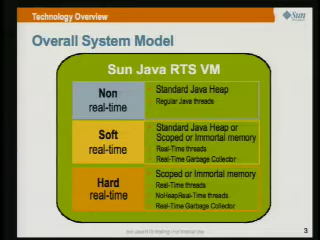 Technology Overview
Sun
Overall System Model
Sun Java RTS VM
Non
real-time
Standard Java Heap
Regular Java threads
Soft
real-time
Standard Java Heap or
Scoped or Immortal memory
Real-Time threads
Real-Time Garbage Collector
Hard
real-time
Scoped or Immortal memory
Real-Time threads
NoHeapReal-Time threads
Real-Time Garbage Collector
3